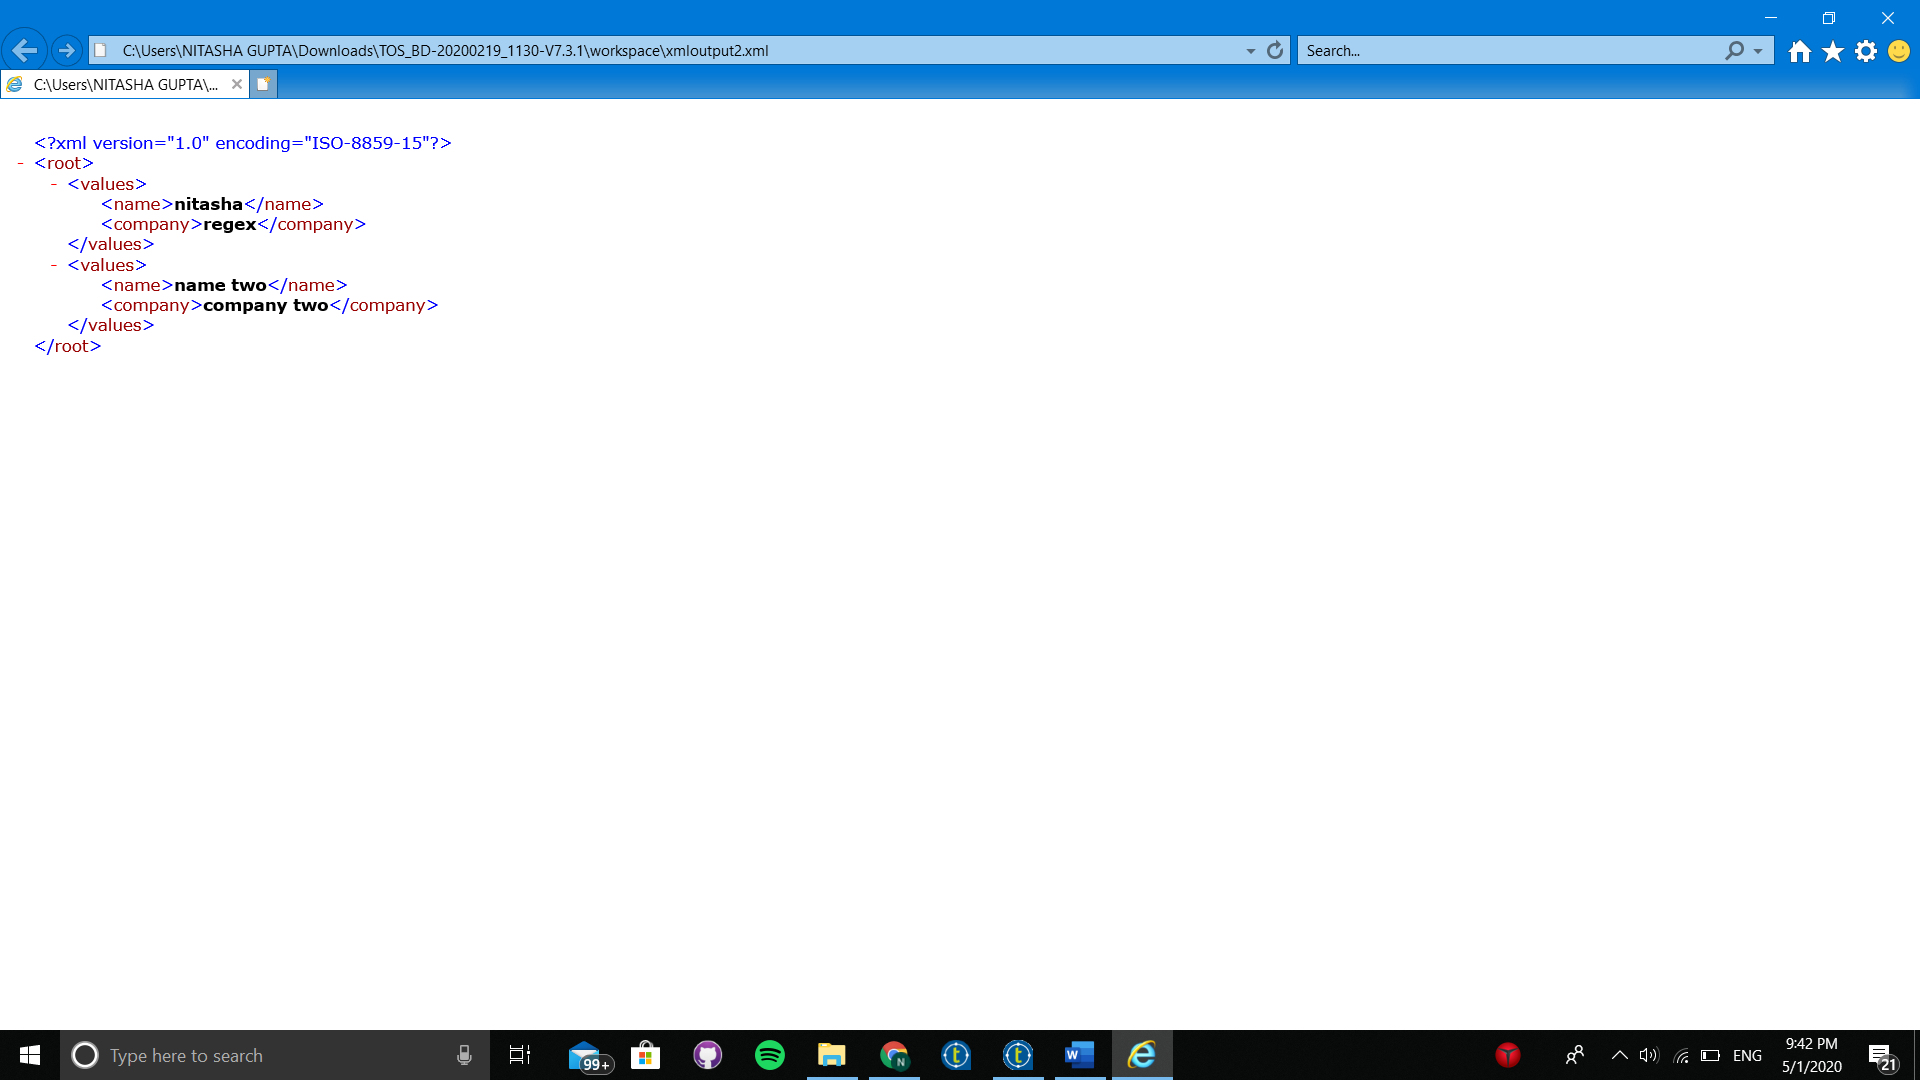 C:\Users\NITASHA GUPTA\Downloads\TOS_BD-20200219_1130-V7.3.1\workspace\xmloutput2.xml
Search...
C:\Users\NITASHA GUPTA\...
<?xml version="1.0" encoding="ISO-8859-15"?>
- <root>
- <values>
<name>nitasha</name>
<company>regex</company>
</values>
- <values>
<name>name two</name>
<company>company two</company>
</values>
</root>
Type here to search
99+
N
t
t
W
ENG
9:42 PM
5/1/2020
21